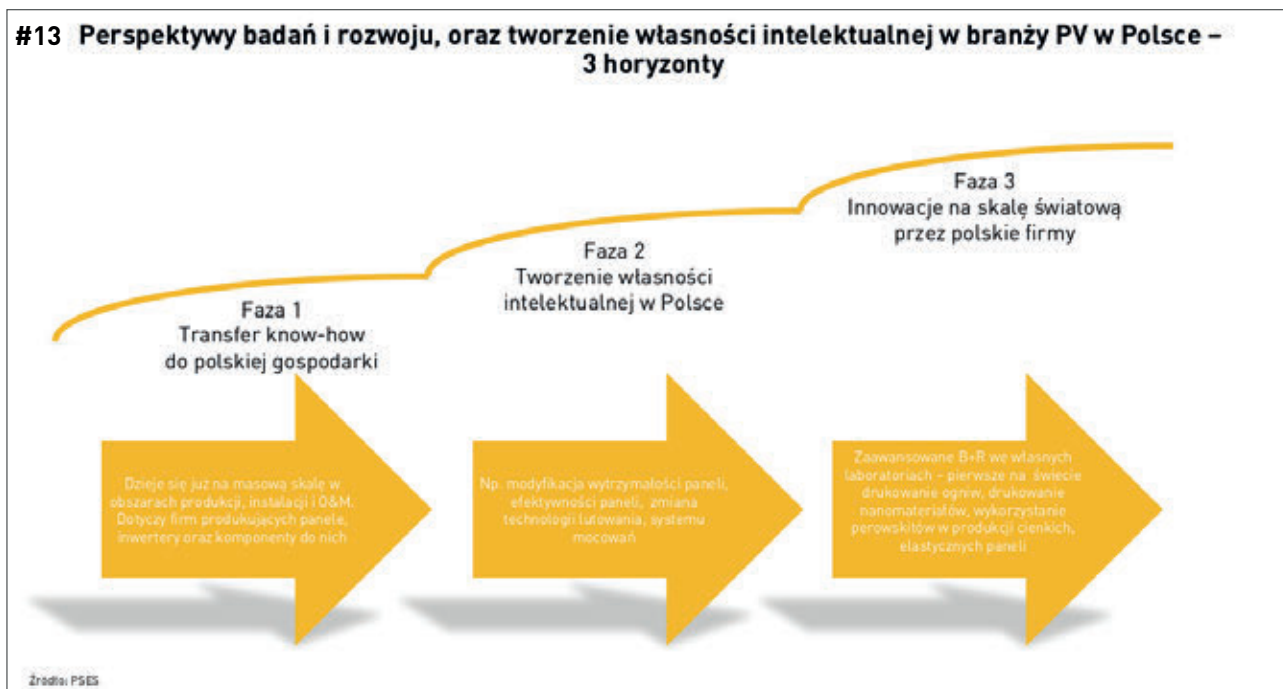 #13 Perspektywy badań i rozwoju, oraz tworzenie własności intelektualnej w branży PV w Polsce –
3 horyzonty
Faza 1
Transfer know-how
do polskiej gospodarki
Faza 2
Tworzenie własności
intelektualnej w Polsce
Faza 3
Innowacje na skalę światową
przez polskie firmy
Dzieje się już na masową skalę w
obszarach produkcji, instalacji i O&M.
Dotyczy firm produkujących panele,
inwertery oraz komponenty do nich
Np. modyfikacja wytrzymałości paneli,
efektywności paneli, zmiana
technologii lutowania, systemu
mocowań
Zaawansowane B+R we własnych
laboratoriach – pierwsze na świecie
drukowanie ogniw, drukowanie
nanomateriałów, wykorzystanie
perowskitów w produkcji cienkich,
elastycznych paneli
Źródło: PSES